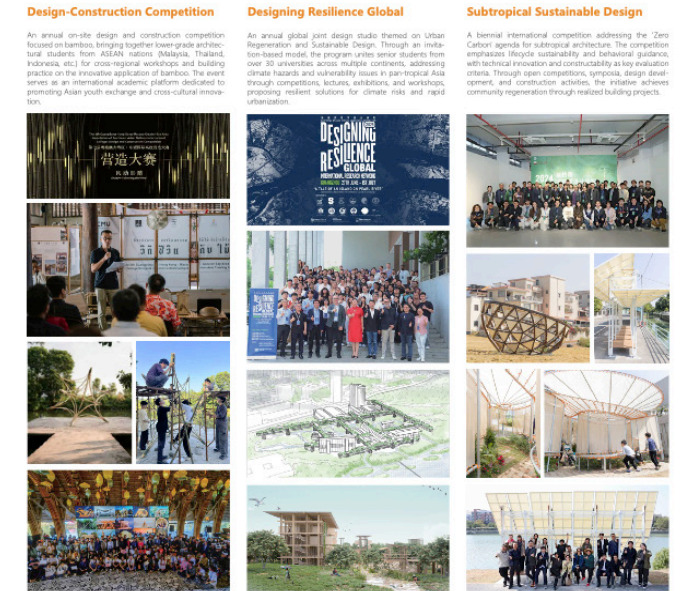 Design-Construction Competition
An annual on-site design and construction competition
focused on bamboo, bringing together lower-grade architec-
tural students from ASEAN nations (Malaysia, Thailand,
Indonesia, etc.) for cross-regional workshops and building
practice on the innovative application of bamboo. The event
serves as an international academic platform dedicated to
promoting Asian youth exchange and cross-cultural innova-
tion.
营造大赛
Designing Resilience Global
An annual global joint design studio themed on Urban
Regeneration and Sustainable Design. Through an invita-
tion-based model, the program unites senior students from
over 30 universities across multiple continents, addressing
climate hazards and vulnerability issues in pan-tropical Asia
through competitions, lectures, exhibitions, and workshops,
proposing resilient solutions for climate risks and rapid
urbanization.
DESIGNING
RESILIENCE
GLOBAL
INTERNATIONAL RESEARCH NETWORK
DESIGNING
RESILIENCE
Subtropical Sustainable Design
A biennial international competition addressing the 'Zero
Carbon' agenda for subtropical architecture. The competition
emphasizes lifecycle sustainability and behavioral guidance,
with technical innovation and constructability as key evaluation
criteria. Through open competitions, symposia, design devel-
opment, and construction activities, the initiative achieves
community regeneration through realized building projects.
2024